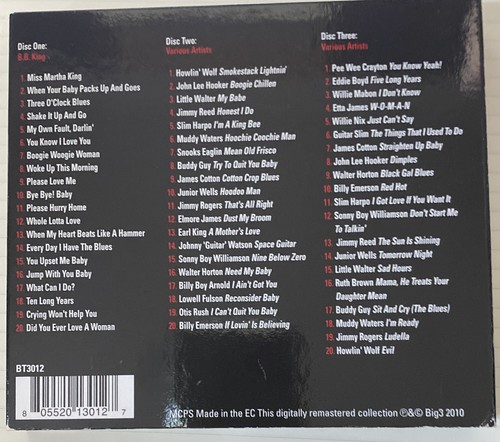 Disc One:
B.B. King
1. Miss Martha King
2. When Your Baby Packs Up And Goes
3. Three O'Clock Blues
4. Shake It Up And Go
5. My Own Fault, Darlin'
6. You Know I Love You
7. Boogie Woogie Woman
8. Woke Up This Morning
9. Please Love Me
10. Bye Bye! Baby
11. Please Hurry Home
12. Whole Lotta Love
13. When My Heart Beats Like A Hammer
14. Every Day I Have The Blues
15. You Upset Me Baby
16. Jump With You Baby
17. What Can I Do?
18. Ten Long Years
19. Crying Won't Help You
20. Did You Ever Love A Woman
Disc Two:
Various Artists
1. Howlin' Wolf Smokestack Lightnin'
2. John Lee Hooker Boogie Chillen
3. Little Walter My Babe
4. Jimmy Reed Honest I Do
5. Slim Harpo I'm A King Bee
6. Muddy Waters Hoochie Coochie Man
7. Snooks Eaglin Mean Old Frisco
8. Buddy Guy Try To Quit You Baby
9. James Cotton Cotton Crop Blues
10. Junior Wells Hoodoo Man
11. Jimmy Rogers That's All Right
12. Elmore James Dust My Broom
13. Earl King A Mother's Love
14. Johnny 'Guitar' Watson Space Guitar
15. Sonny Boy Williamson Nine Below Zero
16. Walter Horton Need My Baby
17. Billy Boy Arnold I Ain't Got You
18. Lowell Fulson Reconsider Baby
19. Otis Rush I Can't Quit You Baby
20. Billy Emerson If Lovin' Is Believing
Disc Three:
Various Artists
1. Pee Wee Crayton You Know Yeah!
2. Eddie Boyd Five Long Years
3. Willie Mabon I Don't Know
4. Etta James W-O-M-A-N
5. Willie Nix Just Can't Say
6. Guitar Slim The Things That I Used To Do
7. James Cotton Straighten Up Baby
8. John Lee Hooker Dimples
9. Walter Horton Black Gal Blues
10. Billy Emerson Red Hot
11. Slim Harpo I Got Love If You Want It
12. Sonny Boy Williamson Don't Start Me
To Talkin'
13. Jimmy Reed The Sun Is Shining
14. Junior Wells Tomorrow Night
15. Little Walter Sad Hours
16. Ruth Brown Mama, He Treats Your
Daughter Mean
17. Buddy Guy Sit And Cry (The Blues)
18. Muddy Waters I'm Ready
19. Jimmy Rogers Ludella
20. Howlin' Wolf Evil
BT3012
8 05520 13012 7
MCPS Made in the EC This digitally remastered collection ℗&© Big3 2010